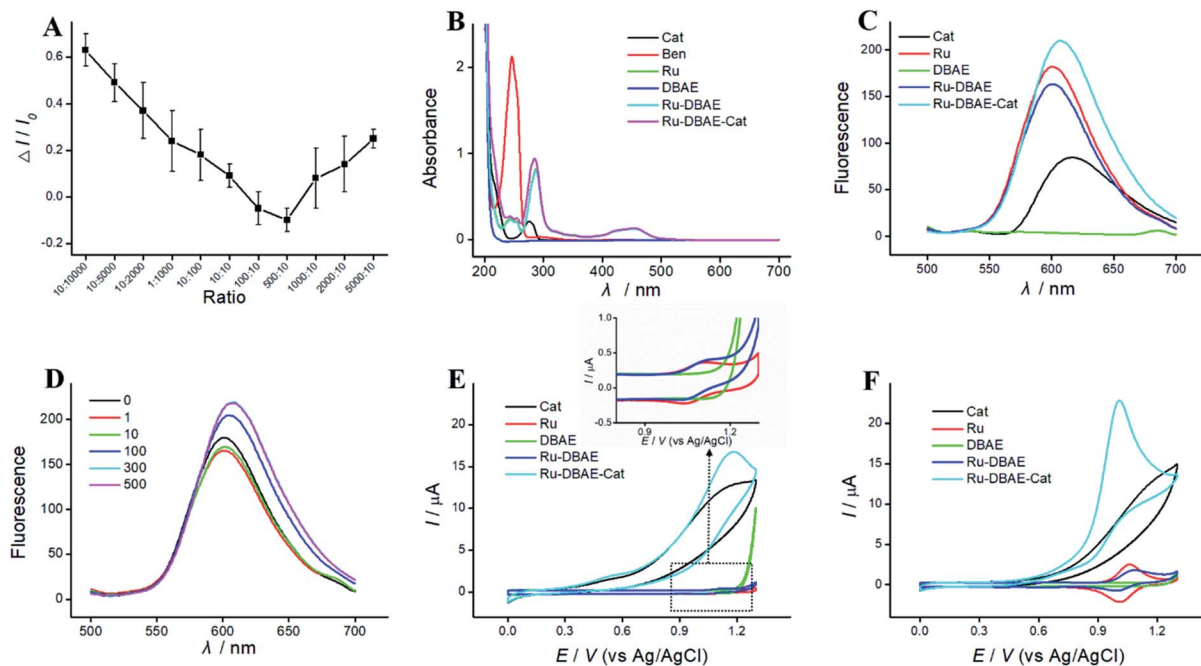 A
Δ I / I0
0.6
0.4
0.2
0.0
-0.2
10:10000
10:5000
10:2000
1:1000
10:100
10:10
100:10
500:10
1000:10
2000:10
5000:10
Ratio
B
Absorbance
2
1
0
Cat
Ben
Ru
DBAE
Ru-DBAE
Ru-DBAE-Cat
200 300 400 500 600 700
λ / nm
C
Fluorescence
200
150
100
50
0
Cat
Ru
DBAE
Ru-DBAE
Ru-DBAE-Cat
500 550 600 650 700
λ / nm
D
Fluorescence
200
150
100
50
0
0
1
10
100
300
500
500 550 600 650 700
λ / nm
E
I / μA
25
20
15
10
5
0
Cat
Ru
DBAE
Ru-DBAE
Ru-DBAE-Cat
0.0 0.3 0.6 0.9 1.2
E / V (vs Ag/AgCl)
I / μA
1.0
0.5
0.0
-0.5
0.9 1.2
E / V (vs Ag/AgCl)
F
I / μA
25
20
15
10
5
0
Cat
Ru
DBAE
Ru-DBAE
Ru-DBAE-Cat
0.0 0.3 0.6 0.9 1.2
E / V (vs Ag/AgCl)